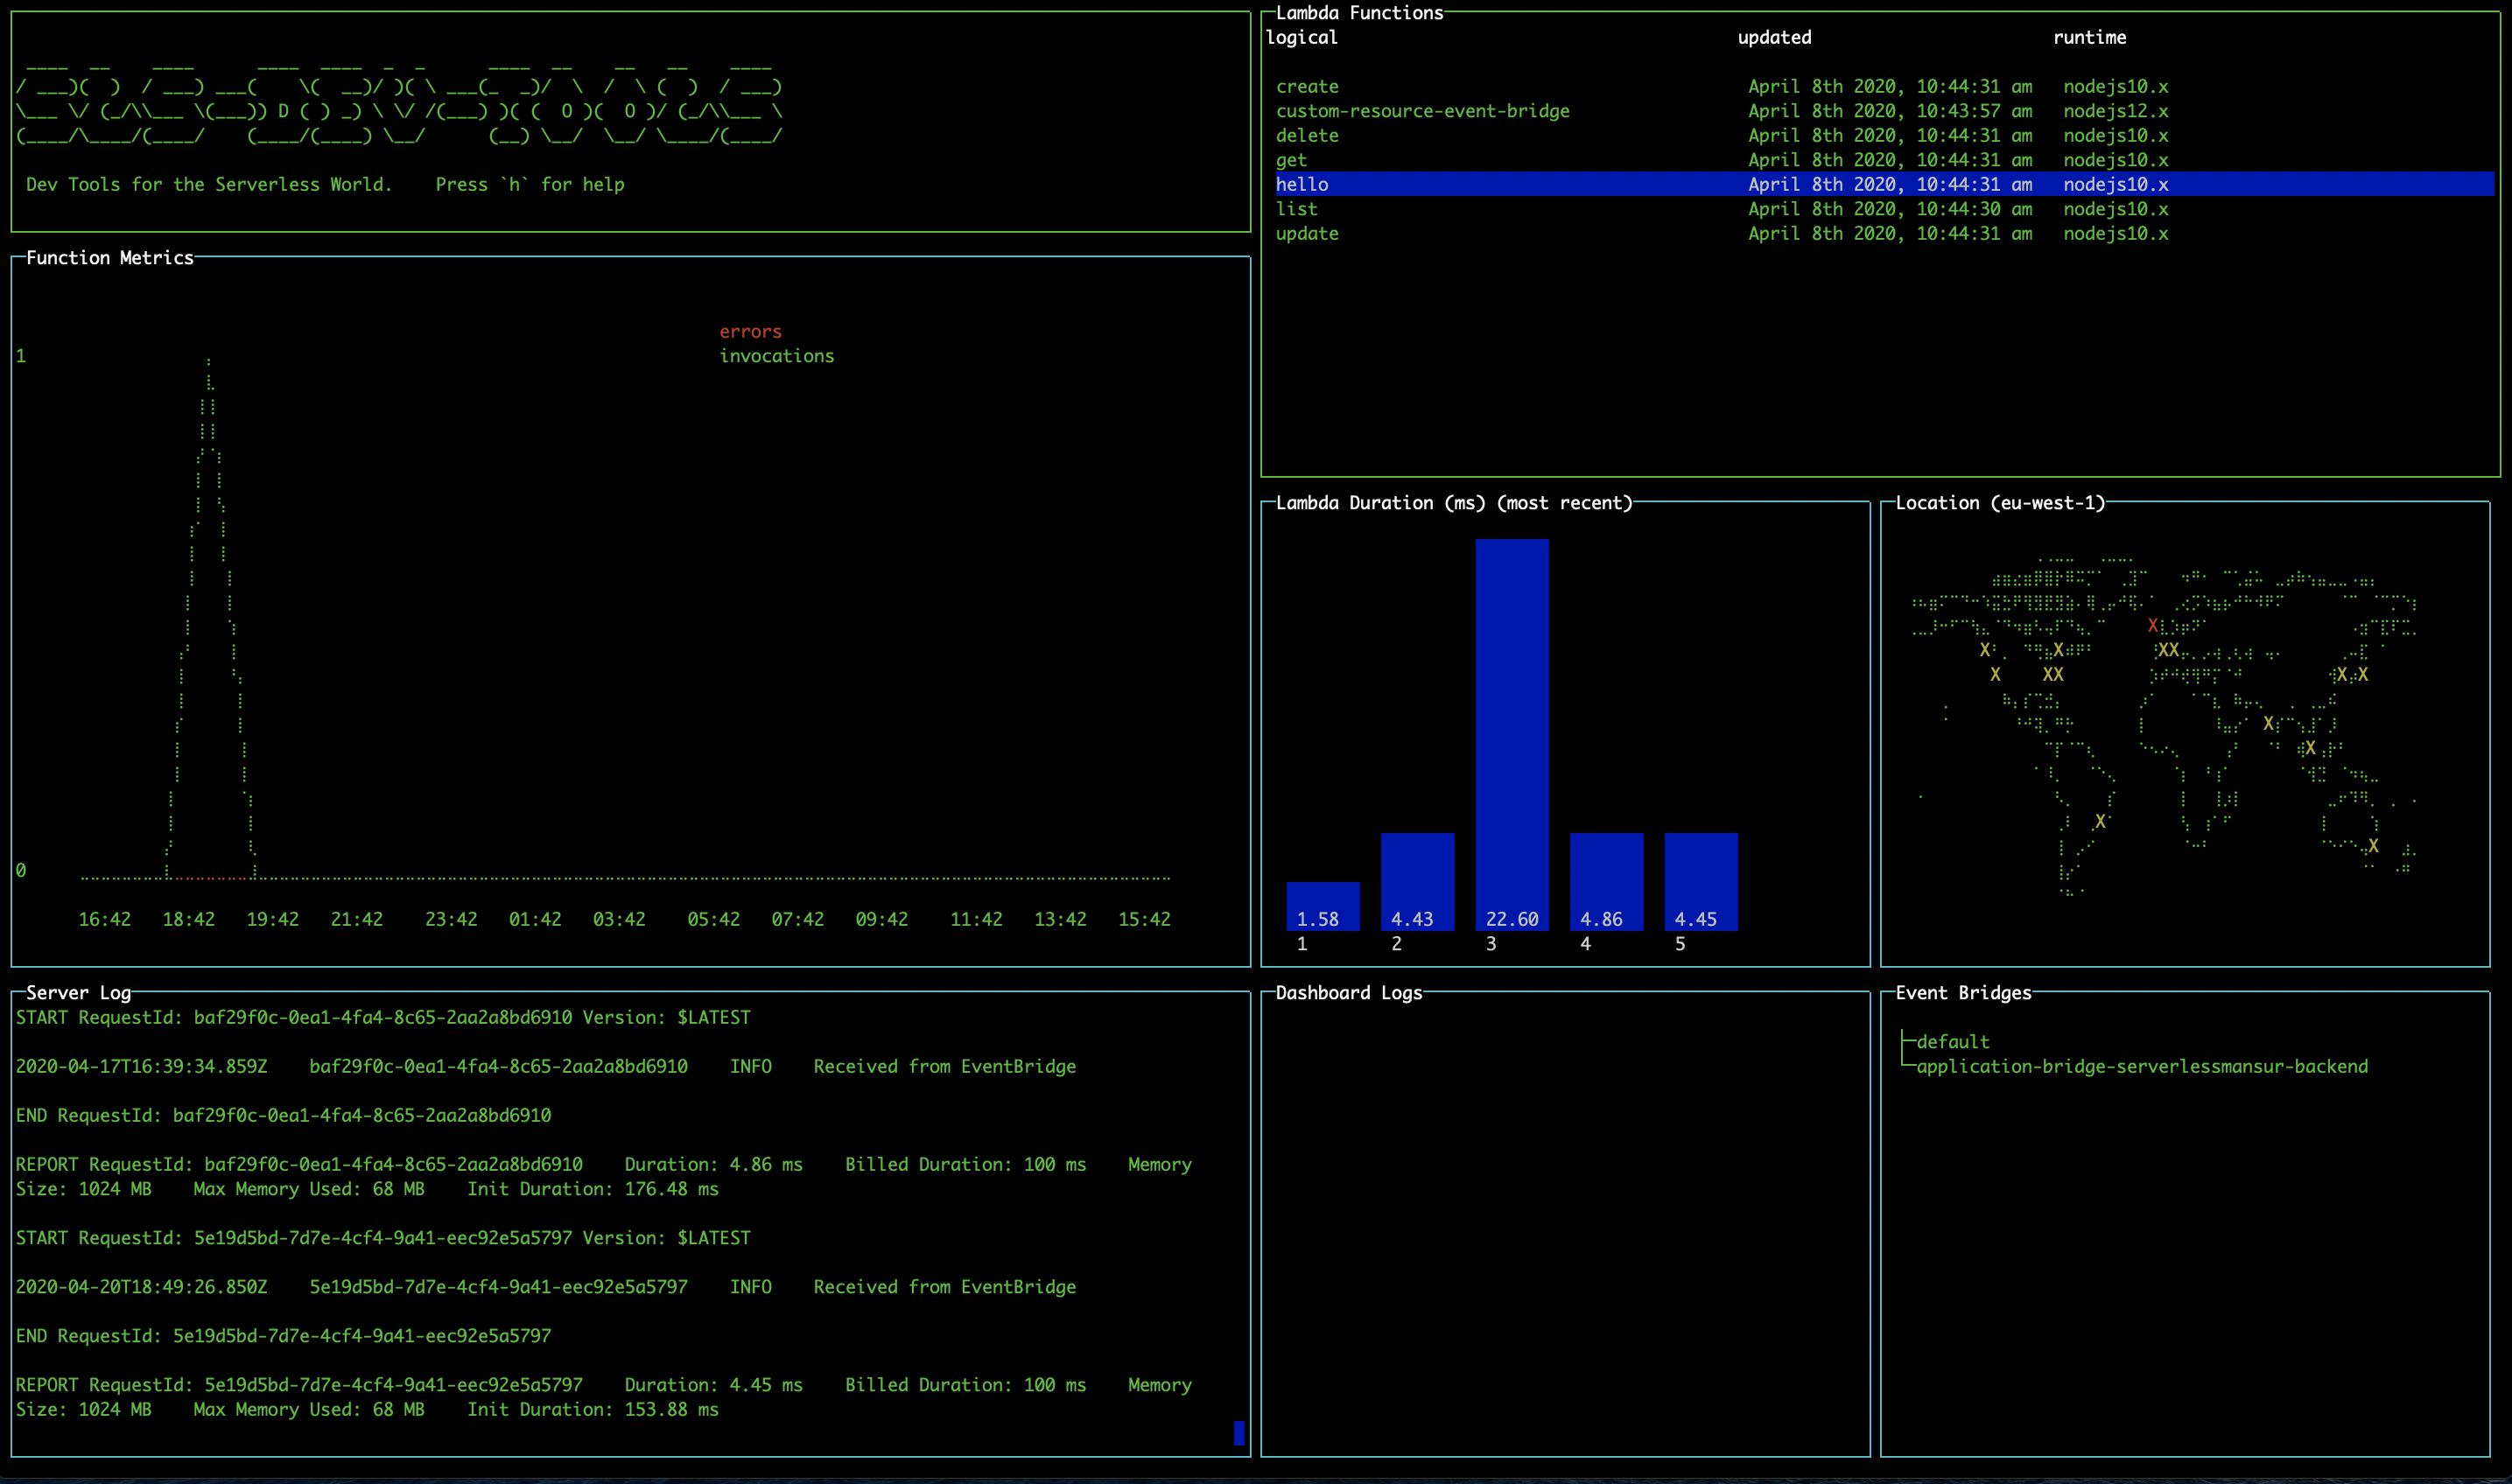 SLS-DEV-TOOLS
Dev Tools for the Serverless World.    Press `h` for help
Lambda Functions
logical updated runtime
create April 8th 2020, 10:44:31 am nodejs10.x
custom-resource-event-bridge April 8th 2020, 10:43:57 am nodejs12.x
delete April 8th 2020, 10:44:31 am nodejs10.x
get April 8th 2020, 10:44:31 am nodejs10.x
hello April 8th 2020, 10:44:31 am nodejs10.x
list April 8th 2020, 10:44:30 am nodejs10.x
update April 8th 2020, 10:44:31 am nodejs10.x
Function Metrics
errors
invocations
1
0
16:42 18:42 19:42 21:42 23:42 01:42 03:42 05:42 07:42 09:42 11:42 13:42 15:42
Lambda Duration (ms) (most recent)
1.58 4.43 22.60 4.86 4.45
1 2 3 4 5
Location (eu-west-1)
X
X X XX
X XX XX
X
X
X
X
Server Log
START RequestId: baf29f0c-0ea1-4fa4-8c65-2aa2a8bd6910 Version: $LATEST
2020-04-17T16:39:34.859Z    baf29f0c-0ea1-4fa4-8c65-2aa2a8bd6910    INFO    Received from EventBridge
END RequestId: baf29f0c-0ea1-4fa4-8c65-2aa2a8bd6910
REPORT RequestId: baf29f0c-0ea1-4fa4-8c65-2aa2a8bd6910    Duration: 4.86 ms    Billed Duration: 100 ms    Memory
Size: 1024 MB    Max Memory Used: 68 MB    Init Duration: 176.48 ms
START RequestId: 5e19d5bd-7d7e-4cf4-9a41-eec92e5a5797 Version: $LATEST
2020-04-20T18:49:26.850Z    5e19d5bd-7d7e-4cf4-9a41-eec92e5a5797    INFO    Received from EventBridge
END RequestId: 5e19d5bd-7d7e-4cf4-9a41-eec92e5a5797
REPORT RequestId: 5e19d5bd-7d7e-4cf4-9a41-eec92e5a5797    Duration: 4.45 ms    Billed Duration: 100 ms    Memory
Size: 1024 MB    Max Memory Used: 68 MB    Init Duration: 153.88 ms
Dashboard Logs
Event Bridges
default
application-bridge-serverlessmansur-backend